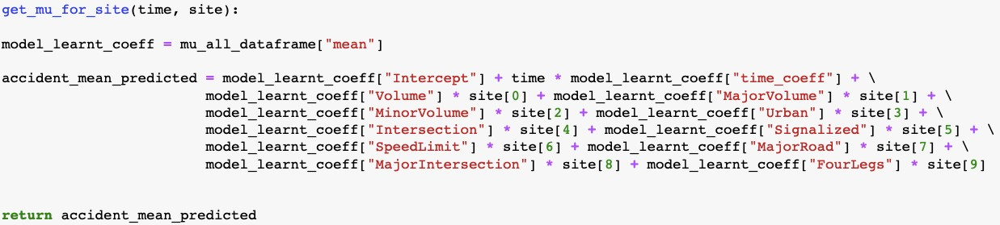 get_mu_for_site(time, site):
model_learnt_coeff = mu_all_dataframe["mean"]
accident_mean_predicted = model_learnt_coeff["Intercept"] + time * model_learnt_coeff["time_coeff"] + \
model_learnt_coeff["Volume"] * site[0] + model_learnt_coeff["MajorVolume"] * site[1] + \
model_learnt_coeff["MinorVolume"] * site[2] + model_learnt_coeff["Urban"] * site[3] + \
model_learnt_coeff["Intersection"] * site[4] + model_learnt_coeff["Signalized"] * site[5] + \
model_learnt_coeff["SpeedLimit"] * site[6] + model_learnt_coeff["MajorRoad"] * site[7] + \
model_learnt_coeff["MajorIntersection"] * site[8] + model_learnt_coeff["FourLegs"] * site[9]
return accident_mean_predicted